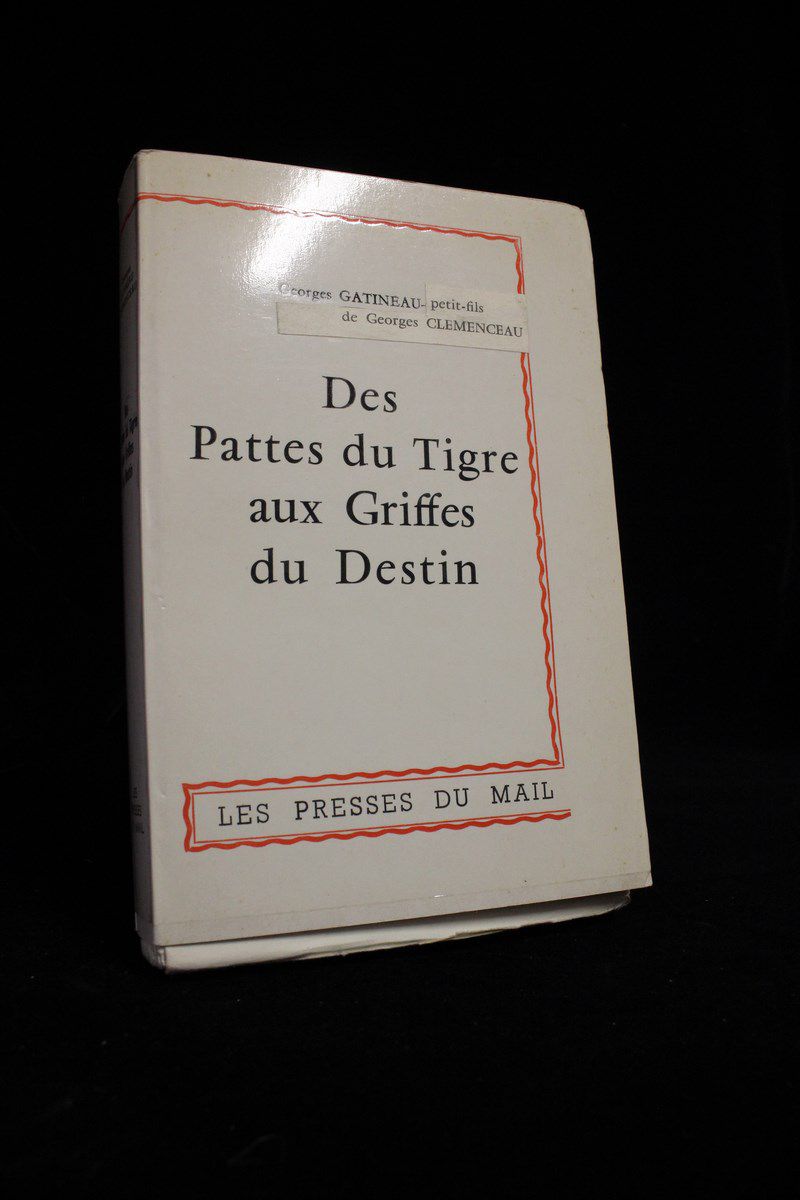 Georges GATINEAU- petit-fils
de Georges CLEMENCEAU
Des
Pattes du Tigre
aux Griffes
du Destin
LES PRESSES DU MAIL